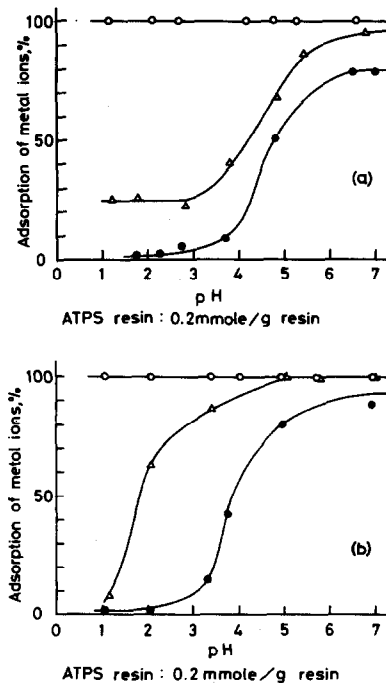 100
50
0
Adsorption of metal ions,%
(a)
0 1 2 3 4 5 6 7
pH
ATPS resin : 0.2mmole/g resin
100
50
0
Adsorption of metal ions,%
(b)
0 1 2 3 4 5 6 7
pH
ATPS resin : 0.2 mmole/g resin